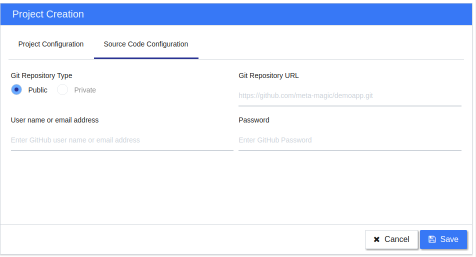 Project Creation
Project Configuration
Source Code Configuration
Git Repository Type
Git Repository URL
Public
Private
https://github.com/meta-magic/demoapp.git
User name or email address
Password
Enter GitHub user name or email address
Enter GitHub Password
Cancel
Save